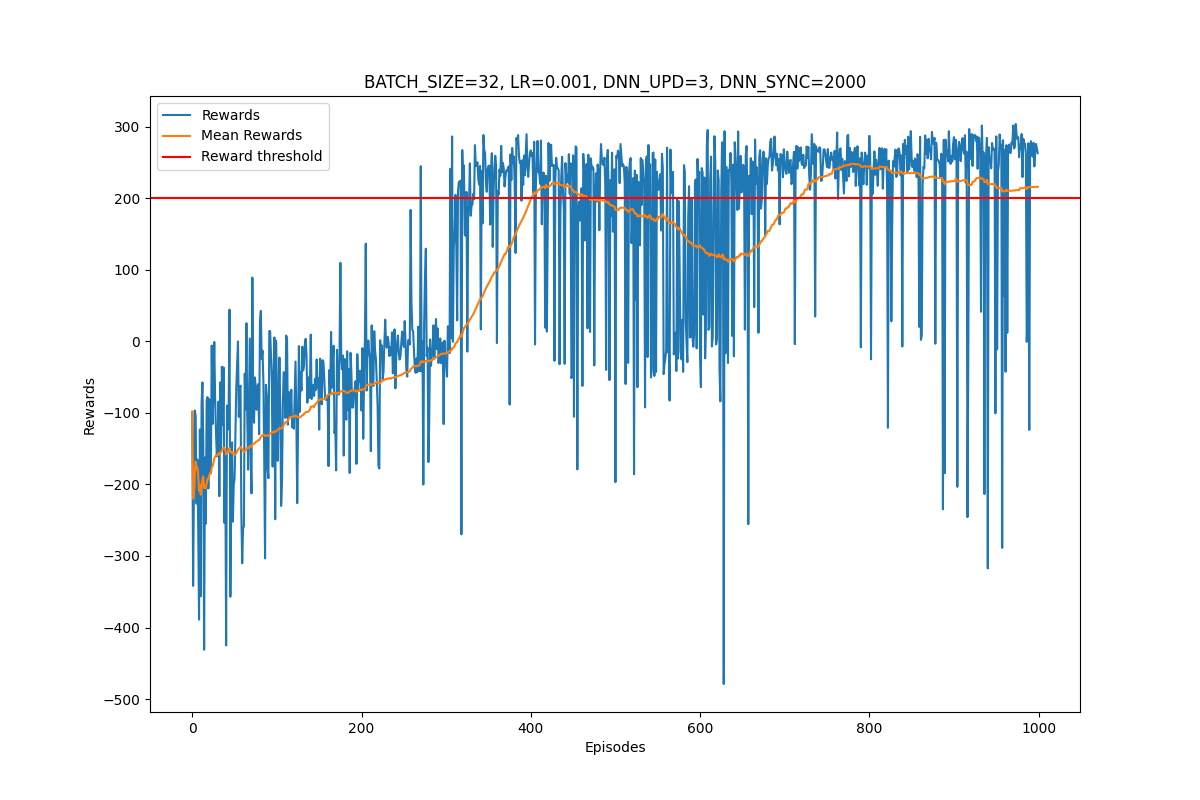 BATCH_SIZE=32, LR=0.001, DNN_UPD=3, DNN_SYNC=2000
Rewards
Mean Rewards
Reward threshold
300
200
100
0
−100
−200
−300
−400
−500
Rewards
0 200 400 600 800 1000
Episodes